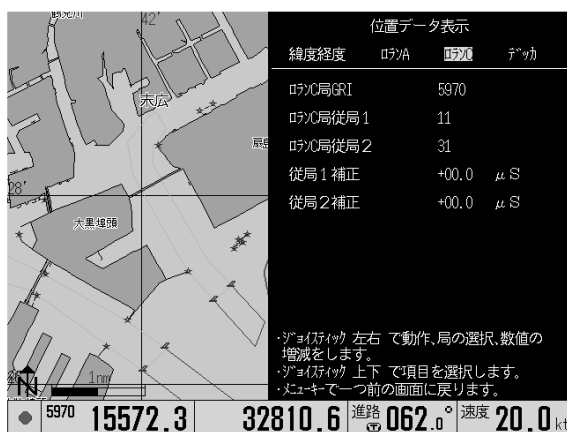 鶴見川
42'
末広
扇島
28'
大黒埠頭
26'
N
1nm
位置データ表示
緯度経度 ロランA ロランC デッカ
ロランC局GRI 5970
ロランC局従局1 11
ロランC局従局2 31
従局1補正 +00.0 μS
従局2補正 +00.0 μS
・ジョイスティック 左右 で動作、局の選択、数値の
増減をします。
・ジョイスティック 上下 で項目を選択します。
・メニューキーで一つ前の画面に戻ります。
5970 15572.3 32810.6 進路 T 062.0° 速度 20.0kt